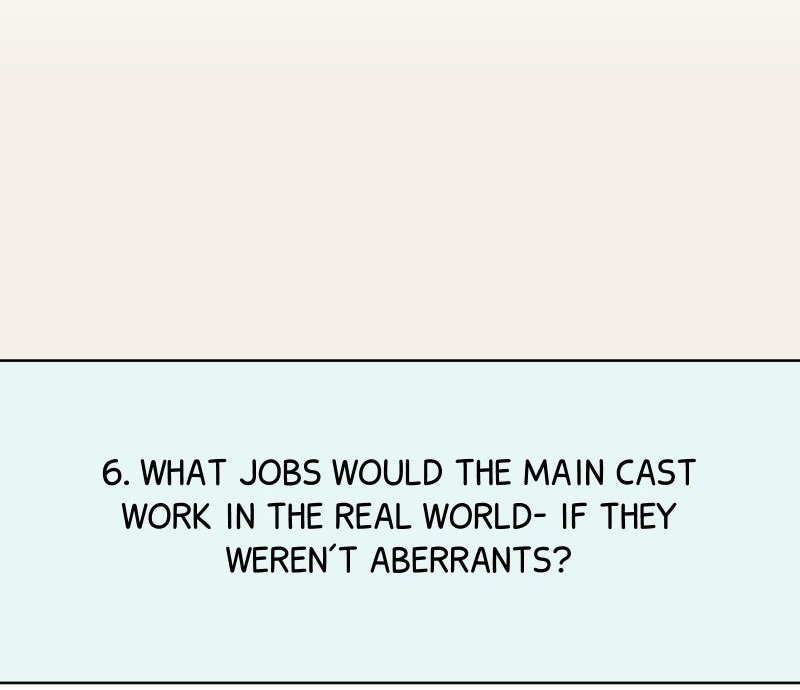 6. WHAT JOBS WOULD THE MAIN CAST
WORK IN THE REAL WORLD- IF THEY
WEREN'T ABERRANTS?